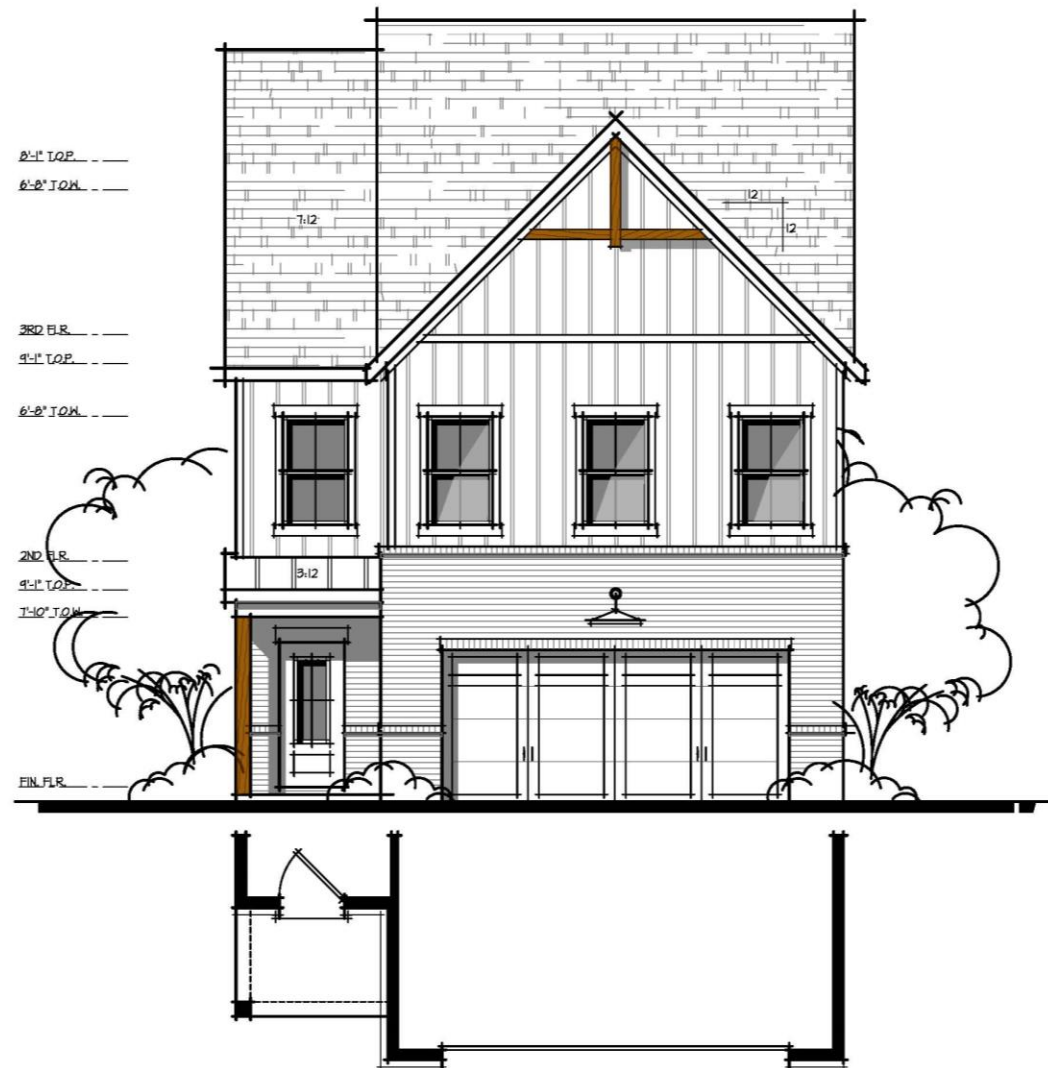 8'-1" T.O.P.
6'-8" T.O.W.
7:12
12
12
3RD FLR.
9'-1" T.O.P.
6'-8" T.O.W.
2ND FLR.
9'-1" T.O.P.
3:12
7'-10" T.O.W.
FIN. FLR.